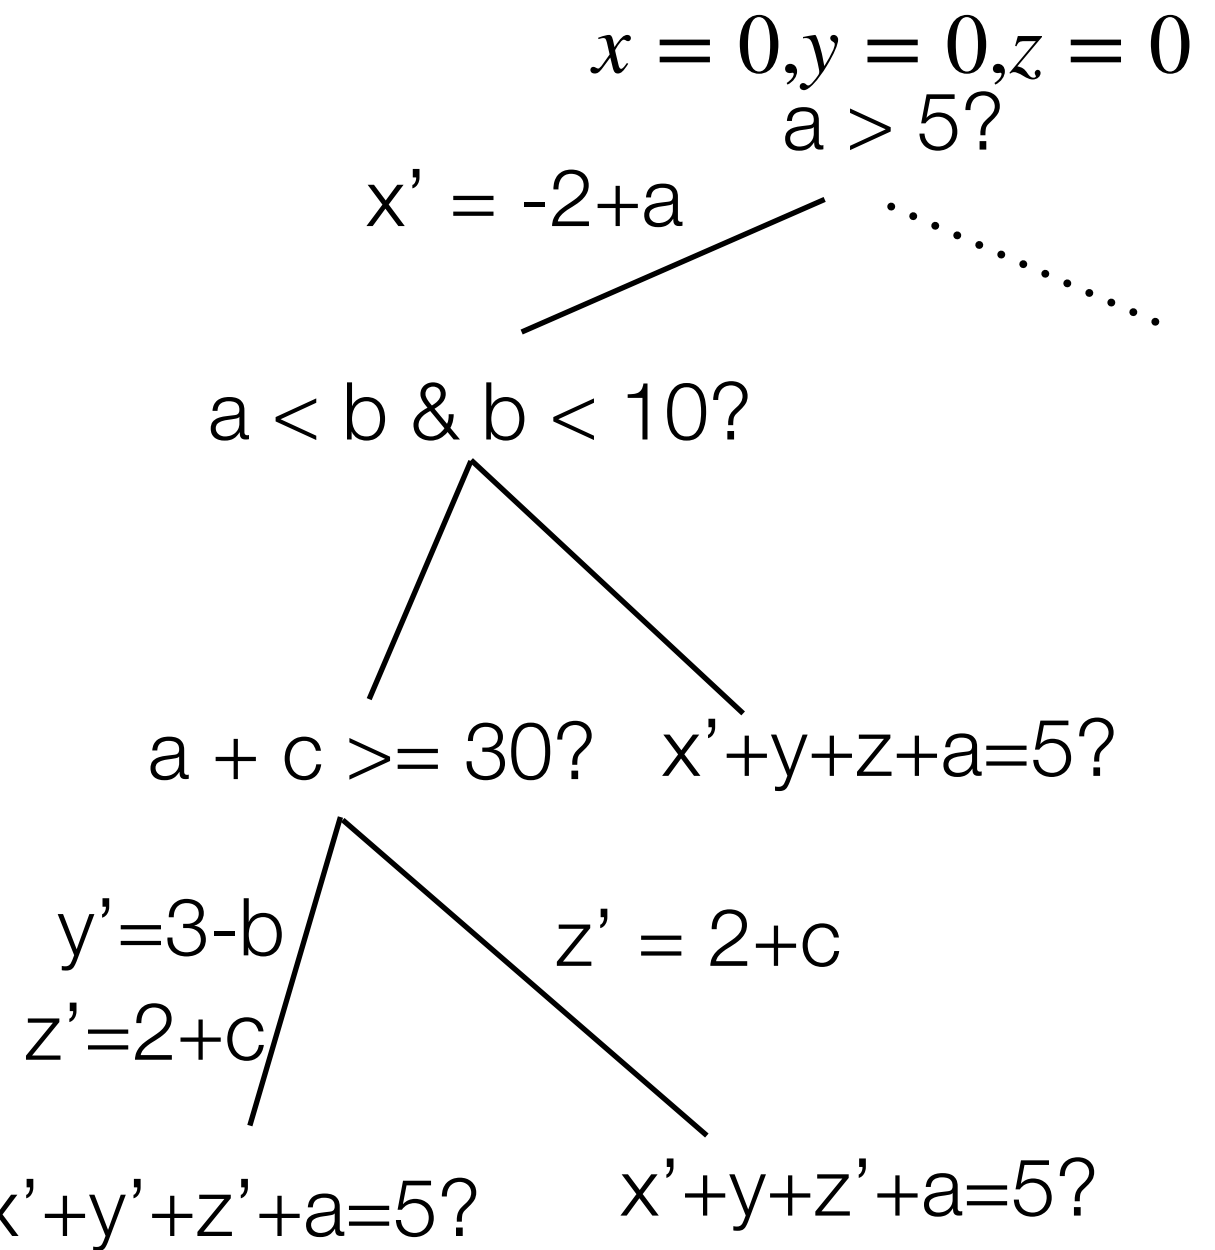 x = 0,y = 0,z = 0
a > 5?
x’ = -2+a
a < b & b < 10?
a + c >= 30?
x’+y+z+a=5?
y’=3-b
z’ = 2+c
z’=2+c
x’+y’+z’+a=5?
x’+y+z’+a=5?